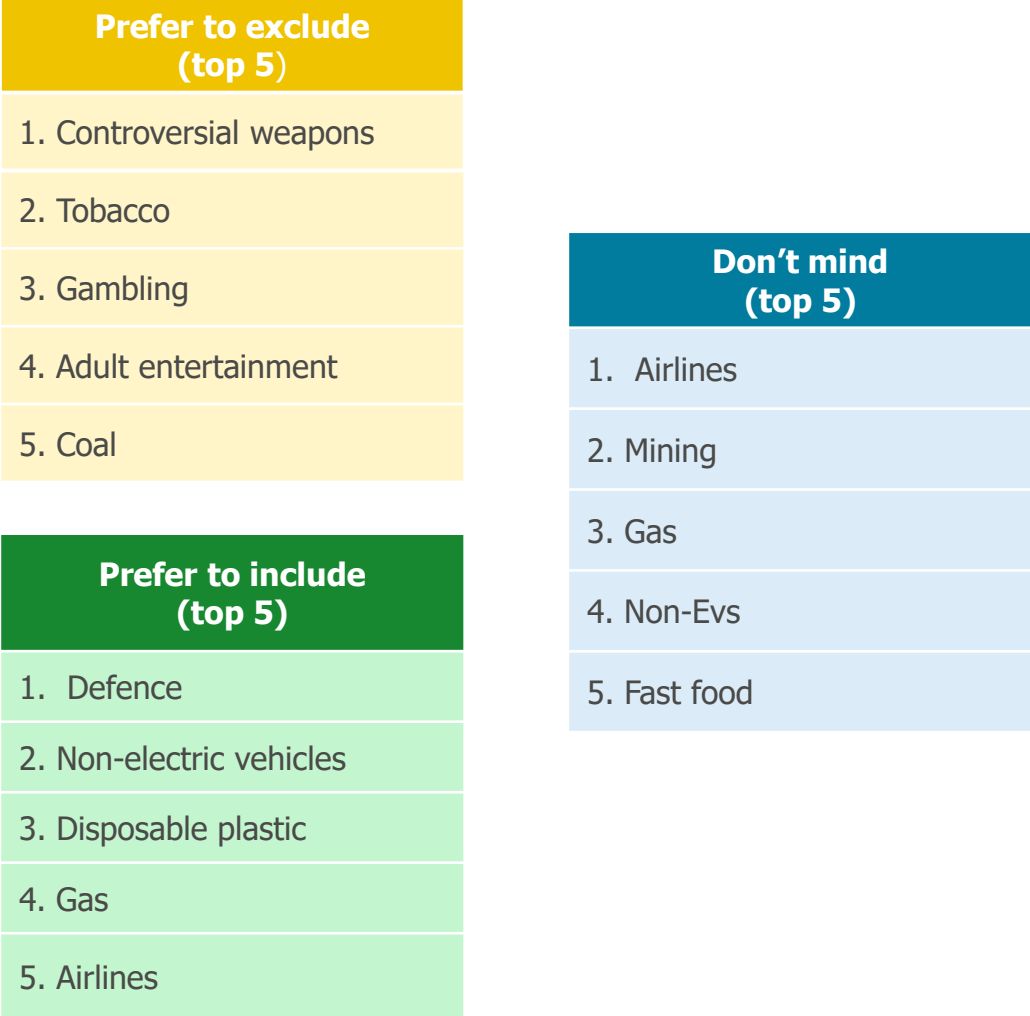 Prefer to exclude
(top 5)
1. Controversial weapons
2. Tobacco
3. Gambling
4. Adult entertainment
5. Coal
Prefer to include
(top 5)
1. Defence
2. Non-electric vehicles
3. Disposable plastic
4. Gas
5. Airlines
Don’t mind
(top 5)
1. Airlines
2. Mining
3. Gas
4. Non-Evs
5. Fast food